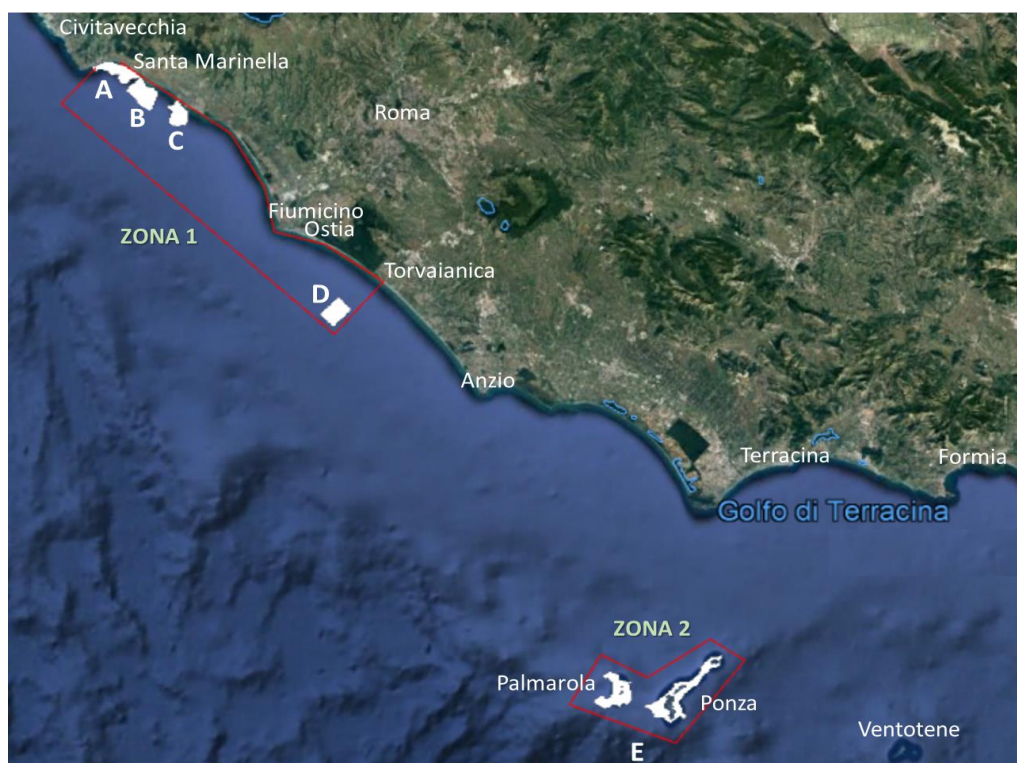 Civitavecchia
Santa Marinella
A
B
C
Roma
Fiumicino
Ostia
ZONA 1
Torvaianica
D
Anzio
Terracina
Formia
Golfo di Terracina
ZONA 2
Palmarola
Ponza
E
Ventotene